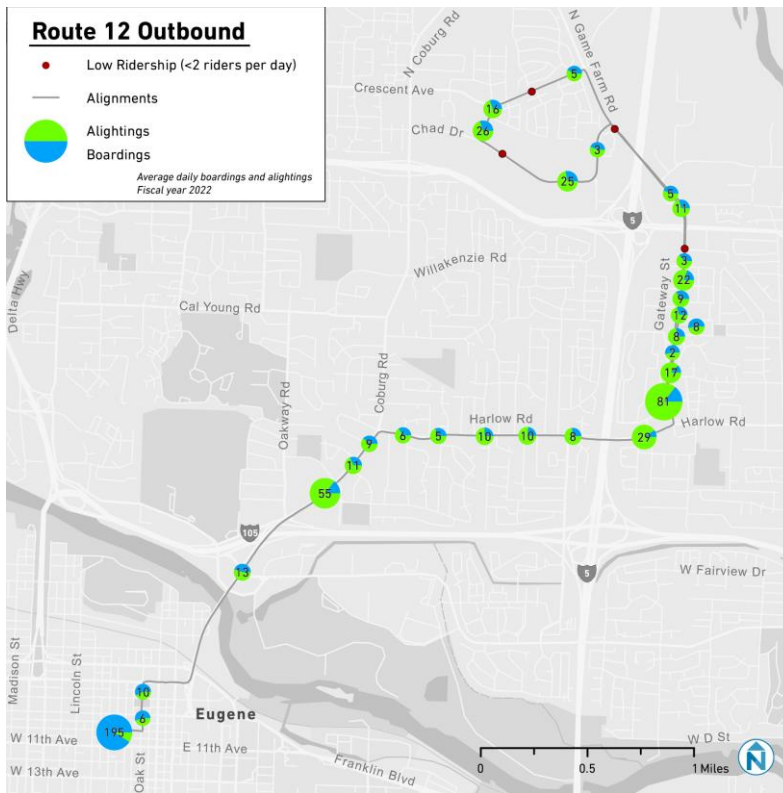 Route 12 Outbound
Low Ridership (<2 riders per day)
Alignments
Alightings
Boardings
Average daily boardings and alightings
Fiscal year 2022
N Coburg Rd
N Game Farm Rd
Crescent Ave
Chad Dr
5
16
26
3
25
5
5
11
Willakenzie Rd
Delta Hwy
Cal Young Rd
Gateway St
3
22
9
12
8
8
2
17
81
Oakway Rd
Coburg Rd
Harlow Rd
Harlow Rd
9
6
5
10
10
8
29
11
55
105
13
5
W Fairview Dr
Madison St
Lincoln St
10
6
195
Eugene
W 11th Ave
E 11th Ave
W 13th Ave
Oak St
Franklin Blvd
W D St
0
0.5
1 Miles
N